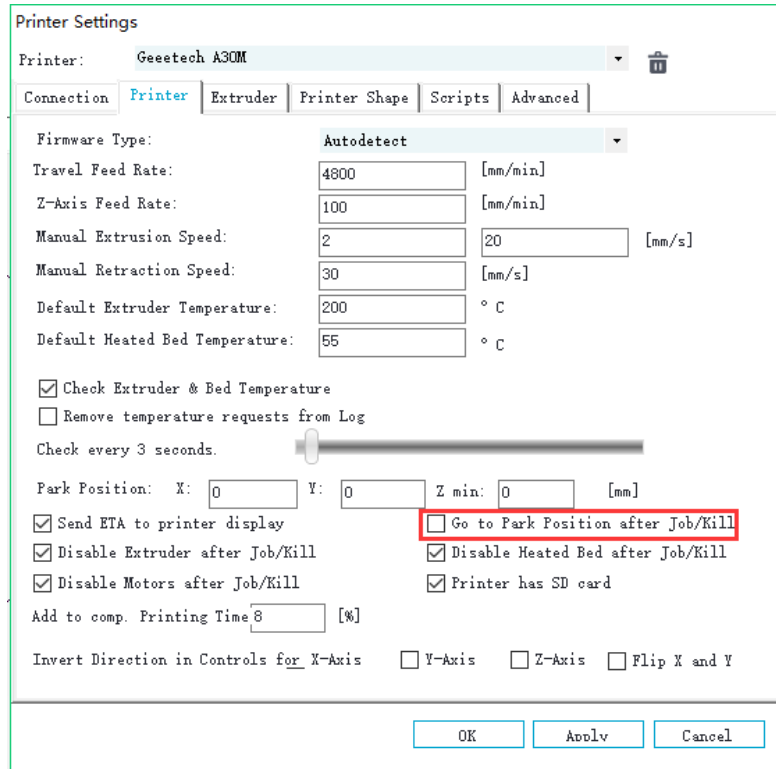 Printer Settings
Printer: Geeetech A30M
Connection Printer Extruder Printer Shape Scripts Advanced
Firmware Type: Autodetect
Travel Feed Rate: 4800 [mm/min]
Z-Axis Feed Rate: 100 [mm/min]
Manual Extrusion Speed: 2 20 [mm/s]
Manual Retraction Speed: 30 [mm/s]
Default Extruder Temperature: 200 ° C
Default Heated Bed Temperature: 55 ° C
Check Extruder & Bed Temperature
Remove temperature requests from Log
Check every 3 seconds.
Park Position: X: 0 Y: 0 Z min: 0 [mm]
Send ETA to printer display Go to Park Position after Job/Kill
Disable Extruder after Job/Kill Disable Heated Bed after Job/Kill
Disable Motors after Job/Kill Printer has SD card
Add to comp. Printing Time 8 [%]
Invert Direction in Controls for X-Axis Y-Axis Z-Axis Flip X and Y
OK Apply Cancel